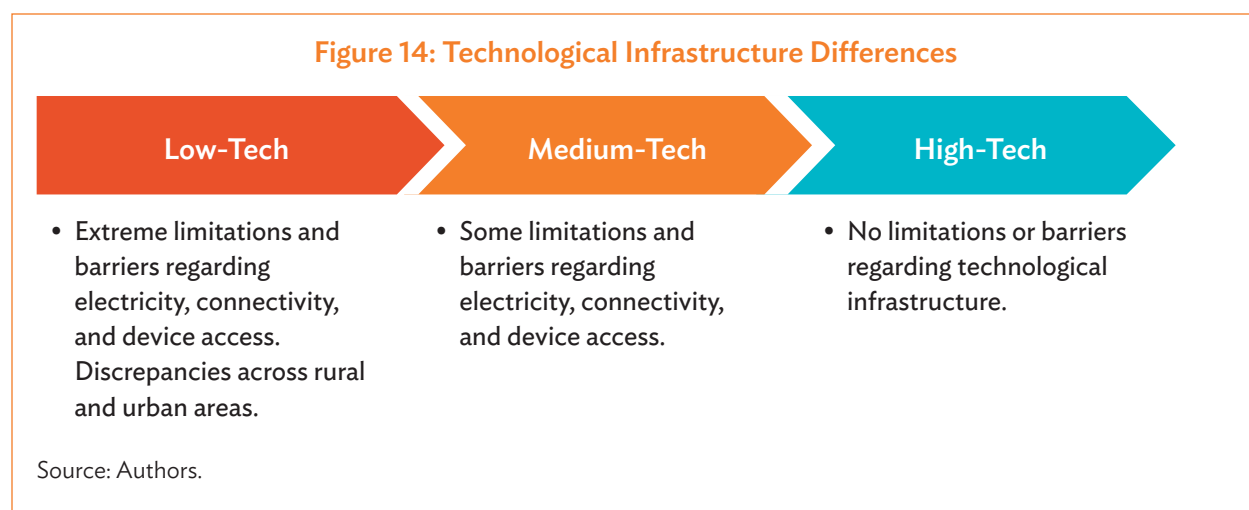 Figure 14: Technological Infrastructure Differences
Low-Tech
Medium-Tech
High-Tech
• Extreme limitations and
barriers regarding
electricity, connectivity,
and device access.
Discrepancies across rural
and urban areas.
• Some limitations and
barriers regarding
electricity, connectivity,
and device access.
• No limitations or barriers
regarding technological
infrastructure.
Source: Authors.